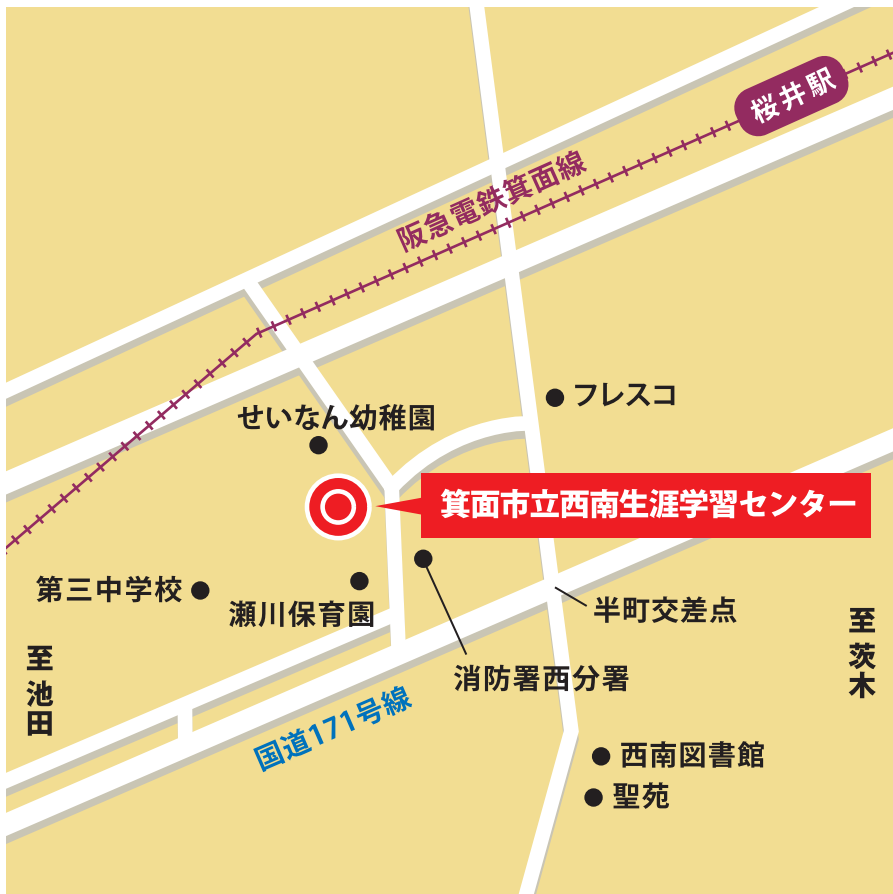 桜井駅
阪急電鉄箕面線
フレスコ
せいなん幼稚園
箕面市立西南生涯学習センター
第三中学校
瀬川保育園
半町交差点
至茨木
至池田
消防署西分署
国道171号線
西南図書館
聖苑